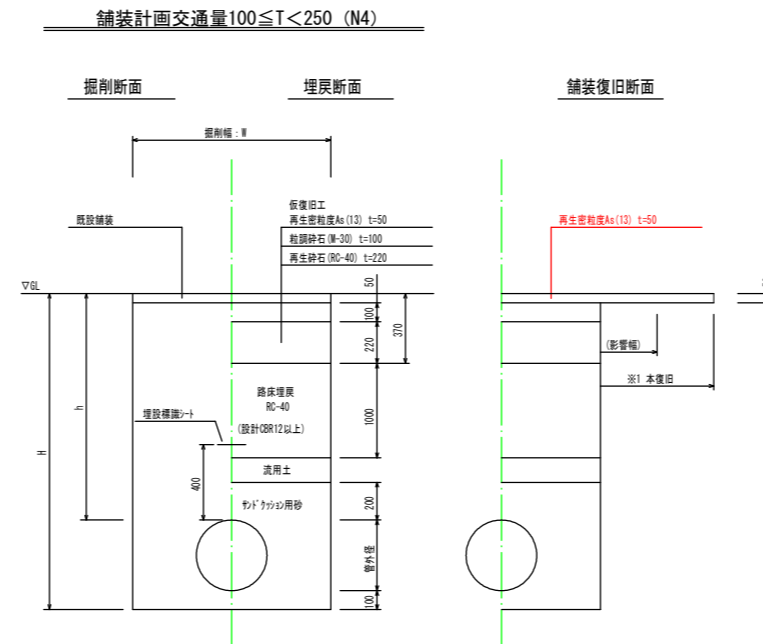 舗装計画交通量100≦T<250 (N4)
掘削断面
埋戻断面
舗装復旧断面
掘削幅：W
仮復旧工
再生密粒度As(13) t=50
粒調砕石(M-30) t=100
再生砕石(RC-40) t=220
既設舗装
再生密粒度As(13) t=50
▽GL
50
100
220
370
(影響幅)
※1 本復旧
路床埋戻
RC-40
(設計CBR12以上)
1000
埋設標識ｼｰﾄ
h
H
400
流用土
ｻﾝﾄﾞｸｯｼｮﾝ用砂
200
管外径
100